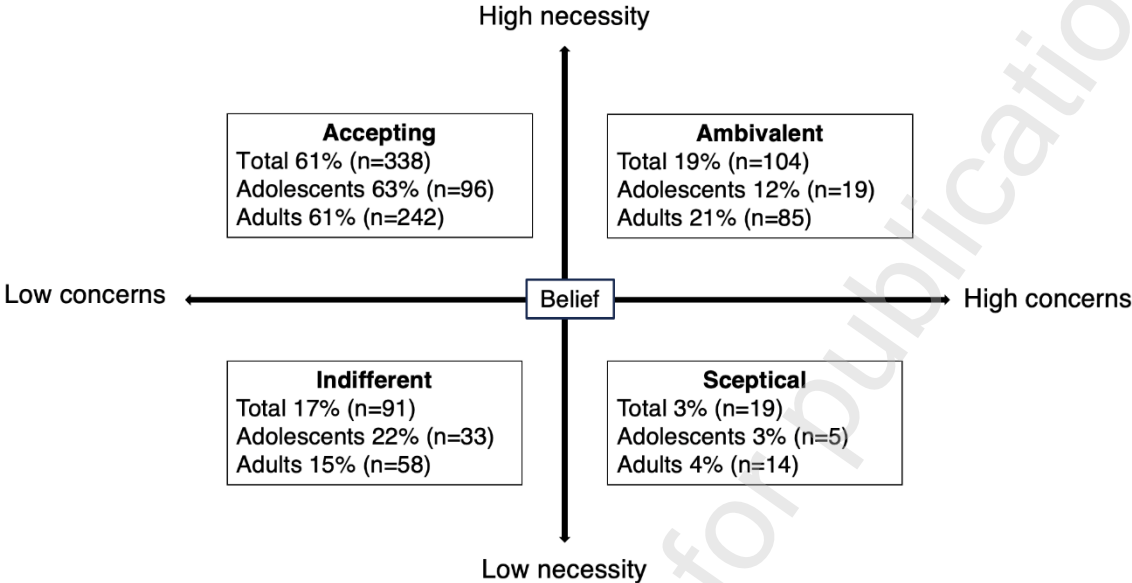 High necessity
Accepting
Total 61% (n=338)
Adolescents 63% (n=96)
Adults 61% (n=242)
Ambivalent
Total 19% (n=104)
Adolescents 12% (n=19)
Adults 21% (n=85)
Low concerns
Belief
High concerns
Indifferent
Total 17% (n=91)
Adolescents 22% (n=33)
Adults 15% (n=58)
Sceptical
Total 3% (n=19)
Adolescents 3% (n=5)
Adults 4% (n=14)
Low necessity
for publicatio